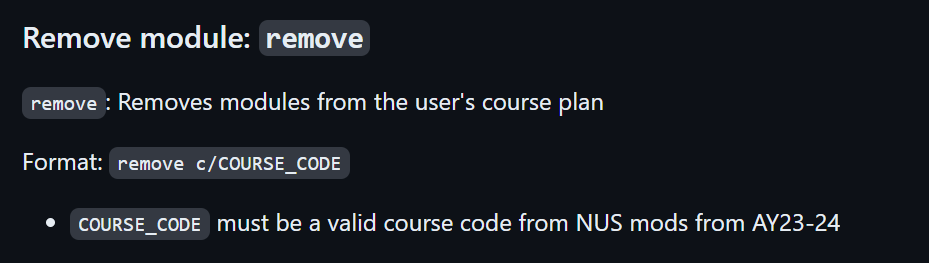 Remove module: remove
remove: Removes modules from the user's course plan
Format: remove c/COURSE_CODE
COURSE_CODE must be a valid course code from NUS mods from AY23-24